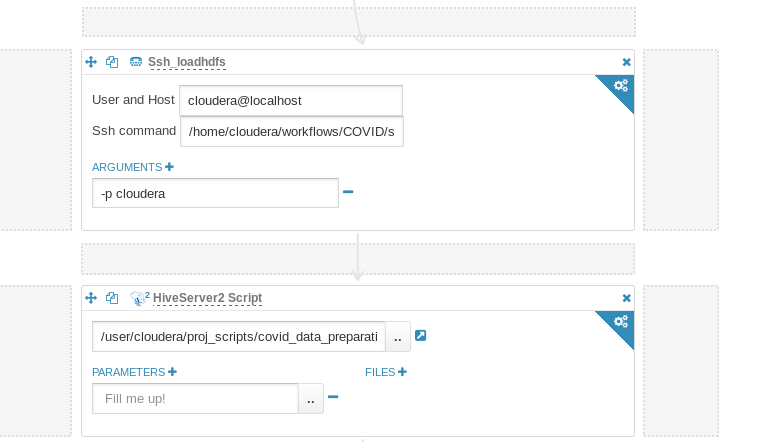 Ssh_loadhdfs
User and Host cloudera@localhost
Ssh command /home/cloudera/workflows/COVID/s
ARGUMENTS
-p cloudera
2 HiveServer2 Script
/user/cloudera/proj_scripts/covid_data_preparati ..
PARAMETERS FILES
Fill me up! ..